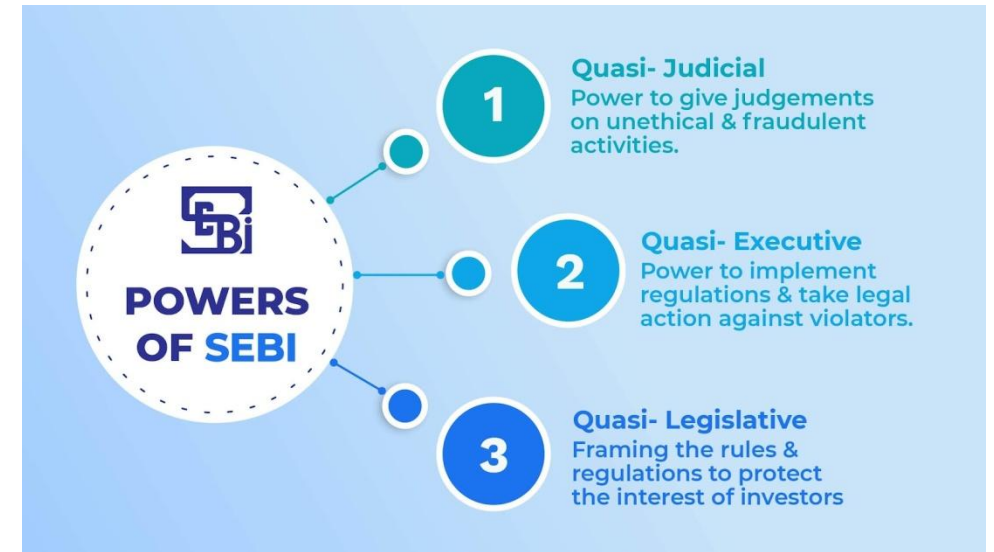 SEBI
POWERS
OF SEBI
1
Quasi- Judicial
Power to give judgements
on unethical & fraudulent
activities.
2
Quasi- Executive
Power to implement
regulations & take legal
action against violators.
3
Quasi- Legislative
Framing the rules &
regulations to protect
the interest of investors